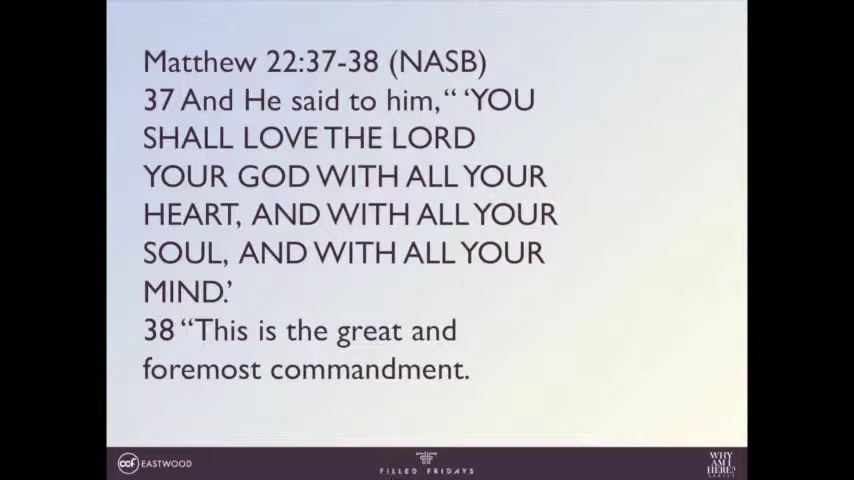 Matthew 22:37-38 (NASB)
37 And He said to him, “ ‘YOU
SHALL LOVE THE LORD
YOUR GOD WITH ALL YOUR
HEART, AND WITH ALL YOUR
SOUL, AND WITH ALL YOUR
MIND.’
38 “This is the great and
foremost commandment.
ccf EASTWOOD
FILLED FRIDAYS
WHY
AM I
HERE?